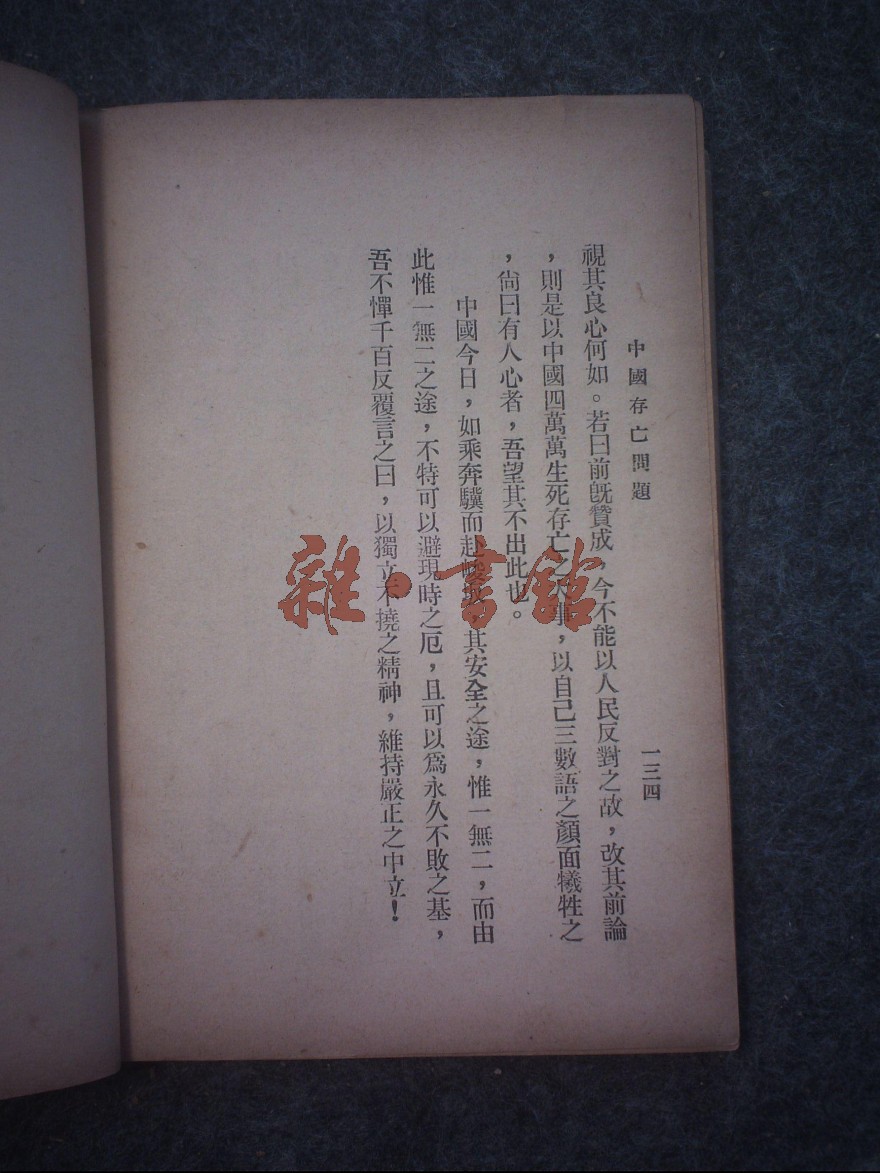 中國存亡問題
一三四
視其良心何如。若曰前旣贊成，今不能以人民反對之故，改其前論
，則是以中國四萬萬生死存亡之大事，以自己三數語之顏面犧牲之
，尙曰有人心者，吾望其不出此也。
中國今日，如乘奔驥而赴峻坂，其安全之途，惟一無二，而由
此惟一無二之途，不特可以避現時之厄，且可以爲永久不敗之基，
吾不憚千百反覆言之曰，以獨立不撓之精神，維持嚴正之中立！
雜·書館